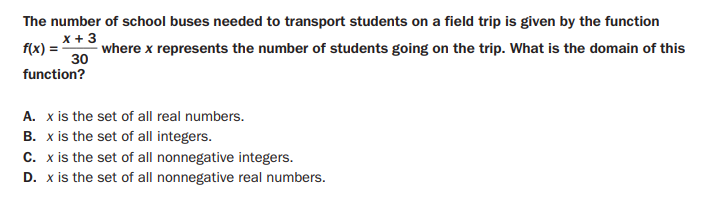 The number of school buses needed to transport students on a field trip is given by the function
f(x) = x + 3 / 30 where x represents the number of students going on the trip. What is the domain of this
function?
A. x is the set of all real numbers.
B. x is the set of all integers.
C. x is the set of all nonnegative integers.
D. x is the set of all nonnegative real numbers.